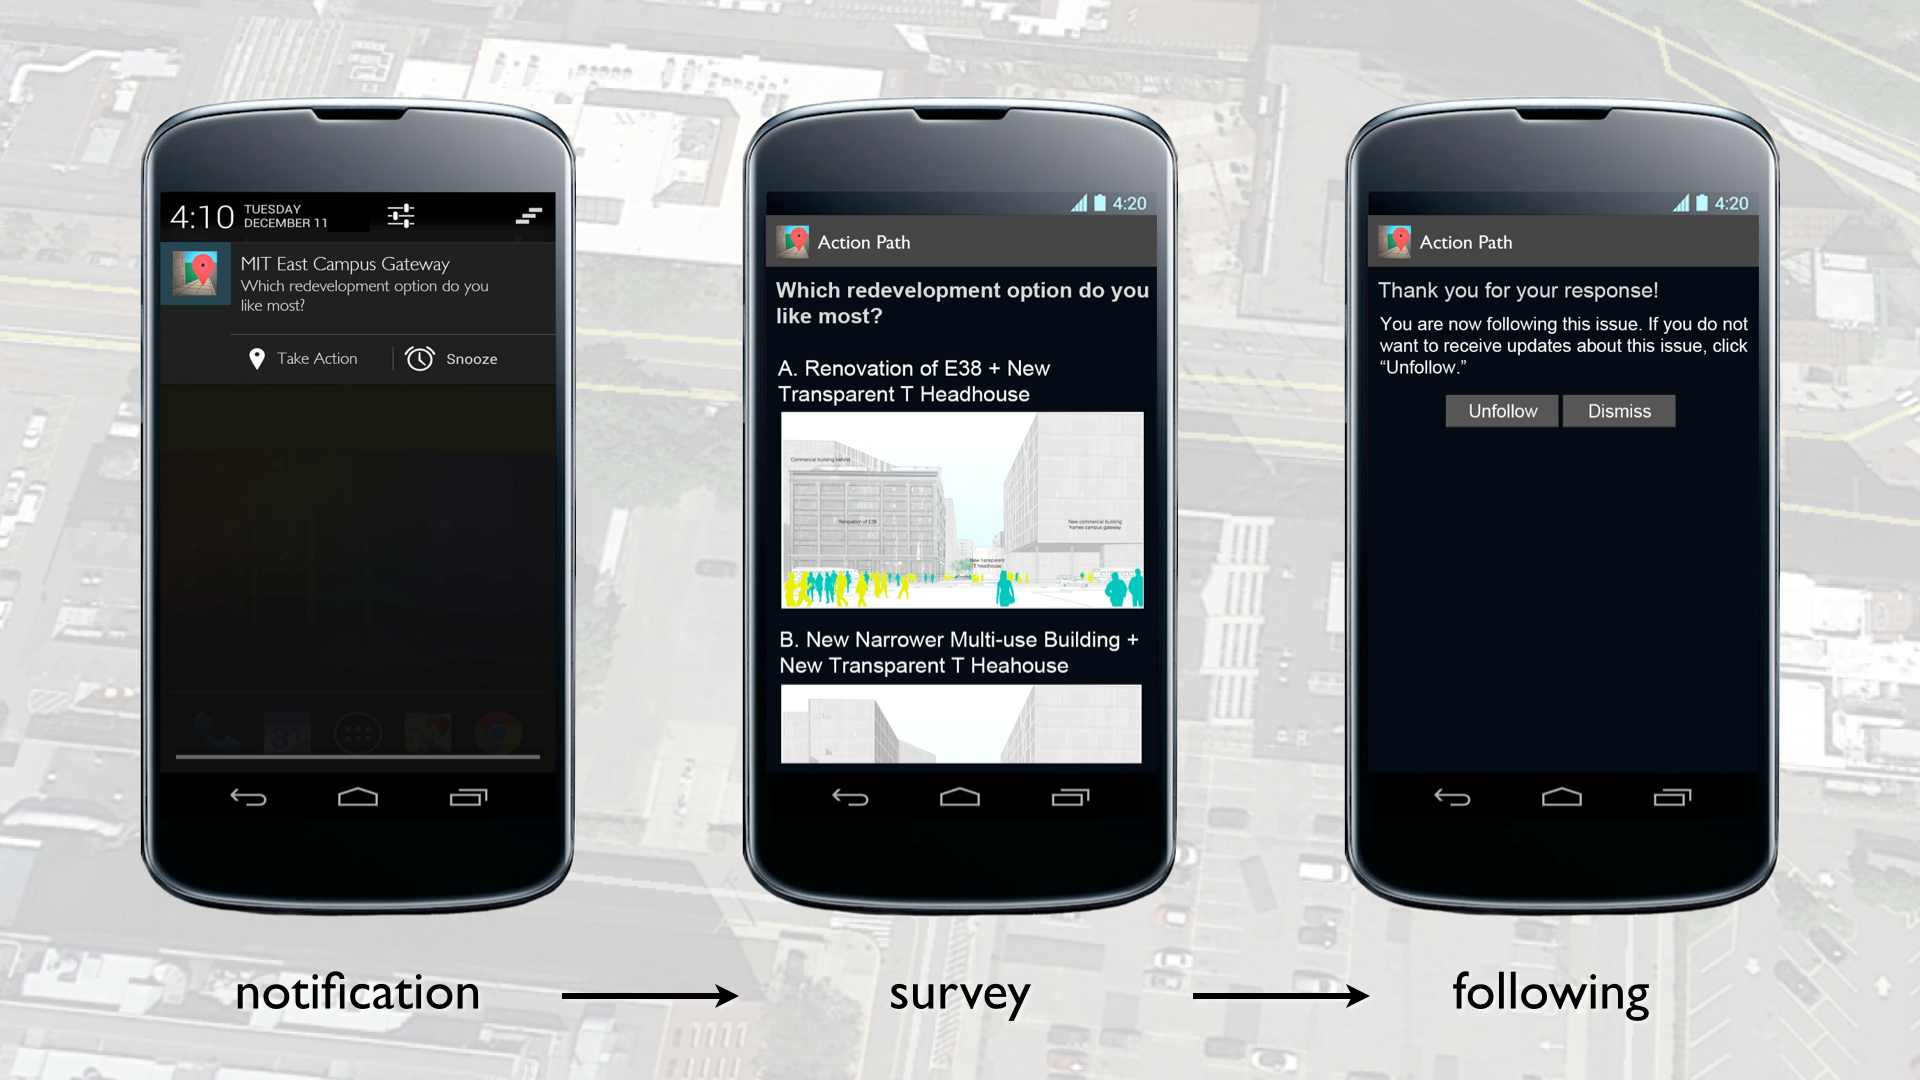 4:10 TUESDAY
DECEMBER 11
MIT East Campus Gateway
Which redevelopment option do you
like most?
Take Action
Snooze
31
notification
4:20
Action Path
Which redevelopment option do you
like most?
A. Renovation of E38 + New
Transparent T Headhouse
Commercial building behind
Renovation of E38
New commercial building
frames campus gateway
New transparent
T headhouse
B. New Narrower Multi-use Building +
New Transparent T Heahouse
survey
4:20
Action Path
Thank you for your response!
You are now following this issue. If you do not
want to receive updates about this issue, click
“Unfollow.”
Unfollow
Dismiss
following